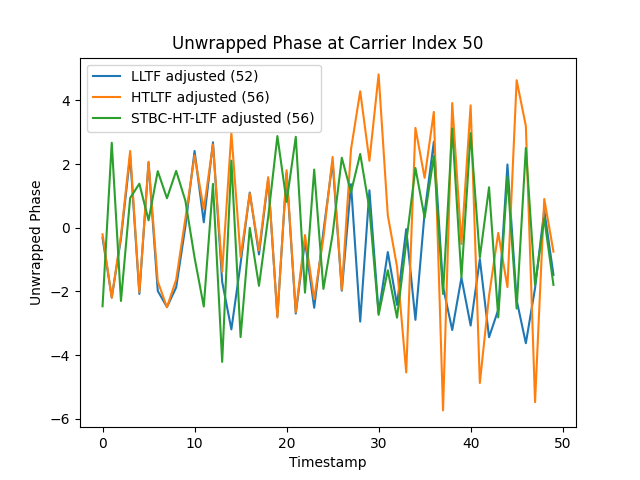 Unwrapped Phase at Carrier Index 50
LLTF adjusted (52)
HTLTF adjusted (56)
STBC-HT-LTF adjusted (56)
Unwrapped Phase
4
2
0
−2
−4
−6
0 10 20 30 40 50
Timestamp